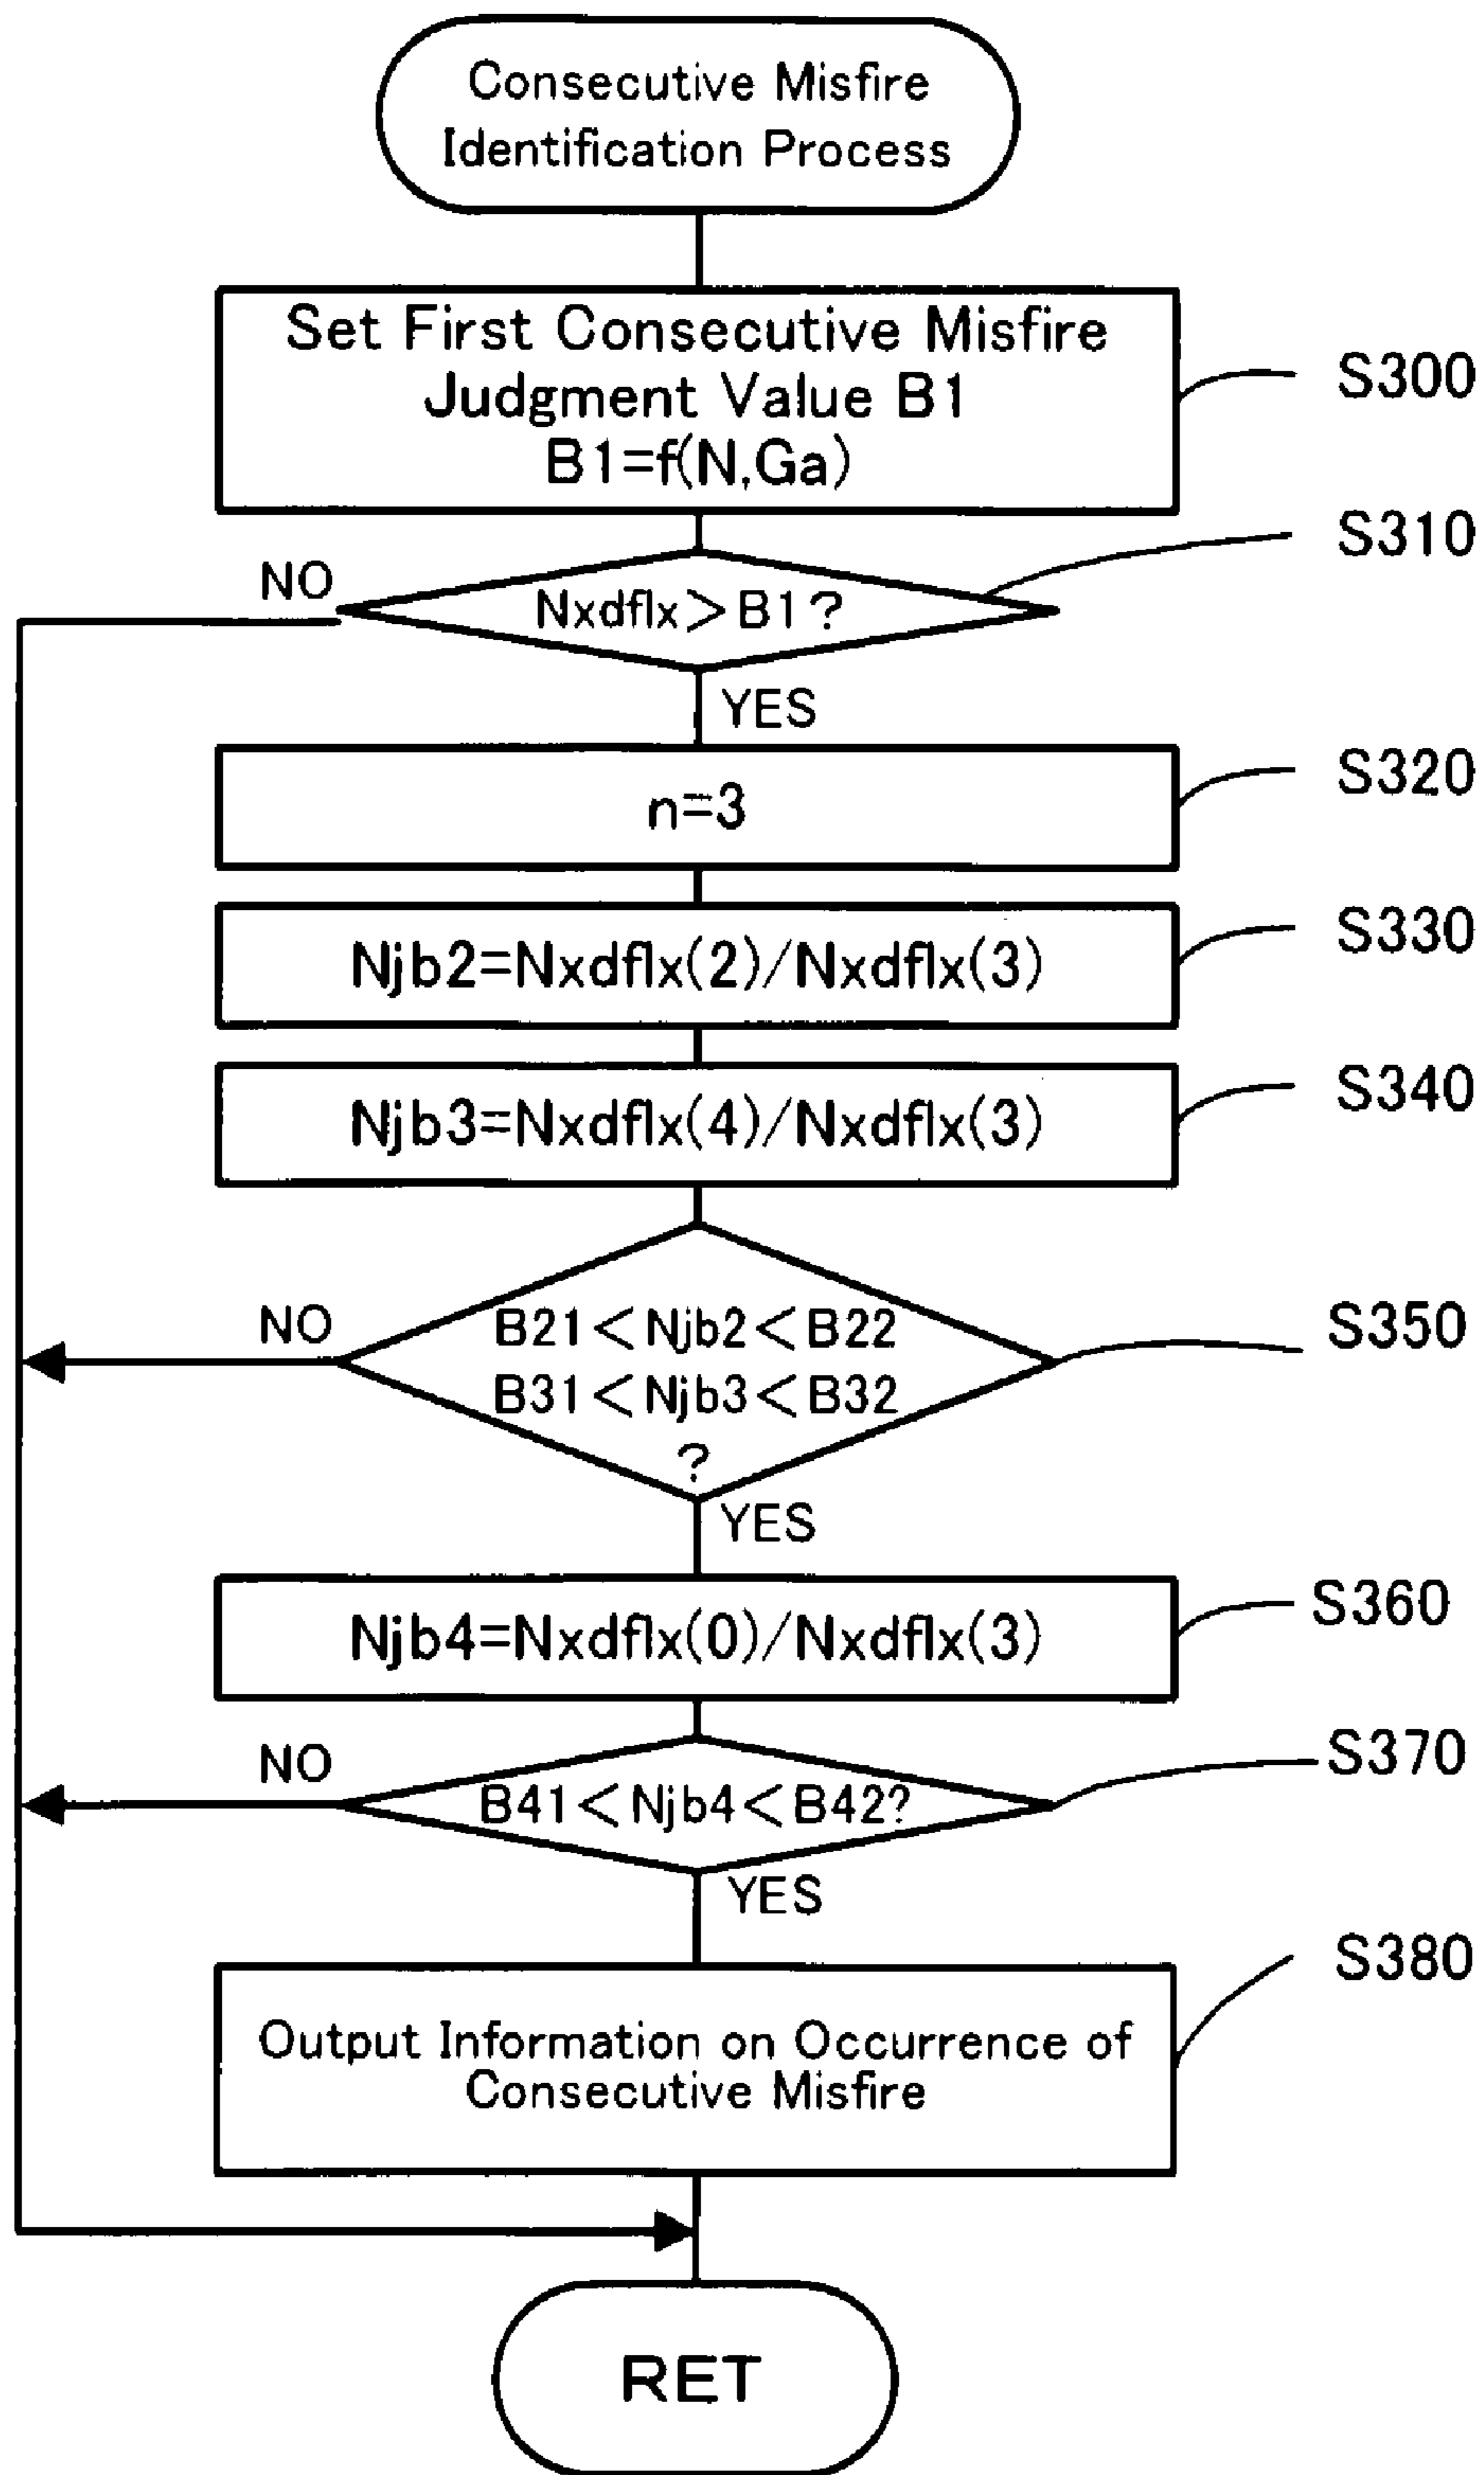 Consecutive Misfire
Identification Process
Set First Consecutive Misfire
Judgment Value B1
B1=f(N,Ga)
S300
S310
NO
Nxdflx>B1?
YES
n=3
S320
Njb2=Nxdflx(2)/Nxdflx(3)
S330
Njb3=Nxdflx(4)/Nxdflx(3)
S340
NO
B21<Njb2<B22
B31<Njb3<B32
?
S350
YES
Njb4=Nxdflx(0)/Nxdflx(3)
S360
NO
B41<Njb4<B42?
S370
YES
Output Information on Occurrence of
Consecutive Misfire
S380
RET